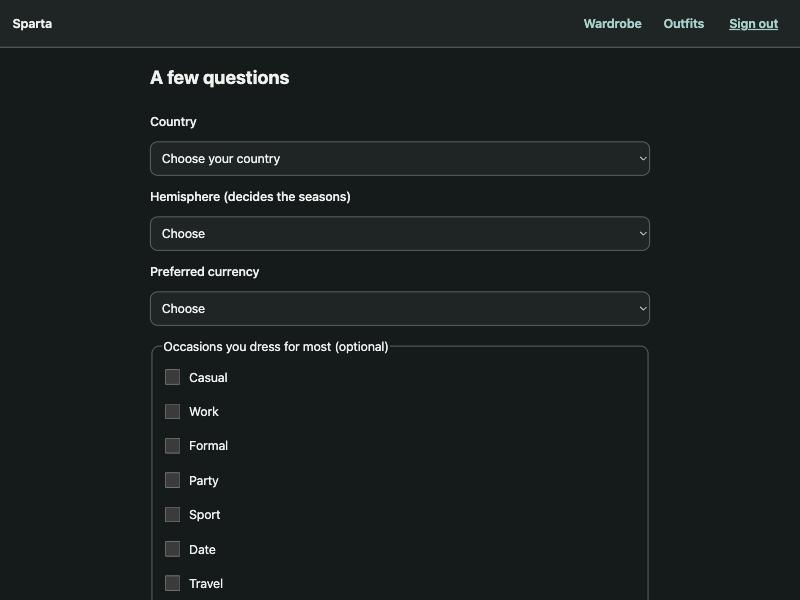 Sparta
Wardrobe Outfits Sign out
A few questions
Country
Choose your country
Hemisphere (decides the seasons)
Choose
Preferred currency
Choose
Occasions you dress for most (optional)
Casual
Work
Formal
Party
Sport
Date
Travel